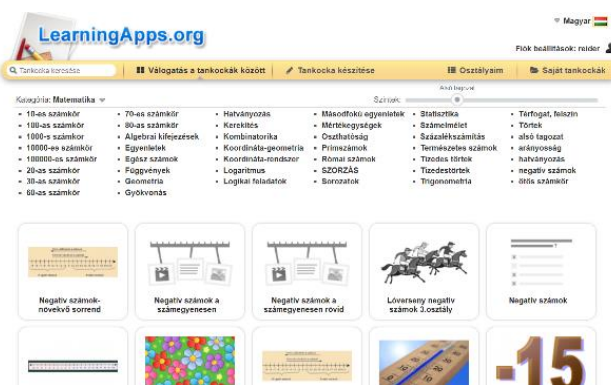 LearningApps.org
Magyar
Fiók beállítások: reider
Tankocka keresése
Válogatás a tankockák között
Tankocka készítése
Osztályaim
Saját tankockák
Alsó tagozat
Kategória: Matematika
Szintek:
10-es számkör
100-as számkör
1000-s számkör
10000-es számkör
100000-es számkör
20-as számkör
30-as számkör
60-as számkör
70-es számkör
80-as számkör
Algebrai kifejezések
Egyenletek
Egész számok
Függvények
Geometria
Gyökvonás
Hatványozás
Kerekítés
Kombinatorika
Koordináta-geometria
Koordináta-rendszer
Logaritmus
Logikai feladatok
Másodfokú egyenletek
Mértékegységek
Oszthatóság
Prímszámok
Római számok
SZORZÁS
Sorozatok
Statisztika
Számelmélet
Százalékszámítás
Természetes számok
Tizedes törtek
Tizedestörtek
Trigonometria
Térfogat, felszín
Törtek
alsó tagozat
arányosság
hatványozás
negatív számok
ötös számkör
Negatív számok-
növekvő sorrend
Negatív számok a
számegyenesen
Negatív számok a
számegyenesen rövid
Lóverseny negatív
számok 3.osztály
Negatív számok
-15